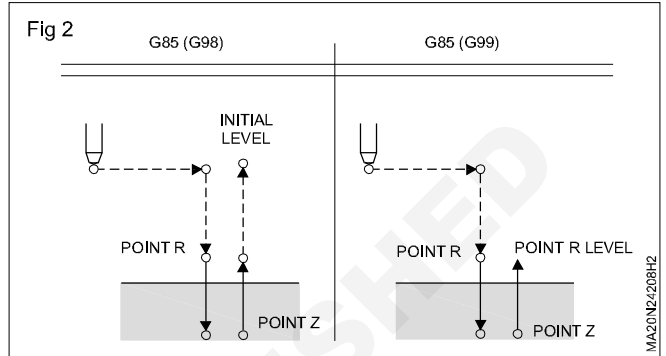 Fig 2
G85 (G98)
G85 (G99)
INITIAL
LEVEL
POINT R
POINT Z
POINT R
POINT R LEVEL
POINT Z
MA20N24208H2